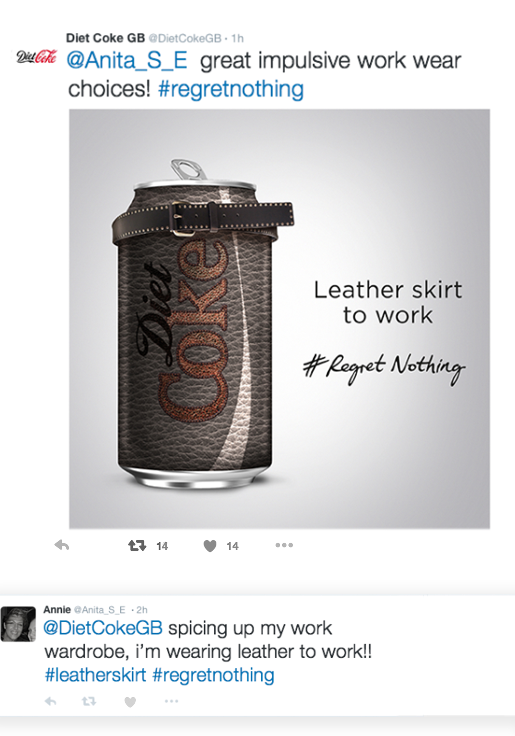 Diet Coke GB @DietCokeGB · 1h
Diet Coke
@Anita_S_E great impulsive work wear
choices! #regretnothing
Diet
Coke
Leather skirt
to work
#Regret Nothing
14 14
Annie @Anita_S_E · 2h
@DietCokeGB spicing up my work
wardrobe, i'm wearing leather to work!!
#leatherskirt #regretnothing